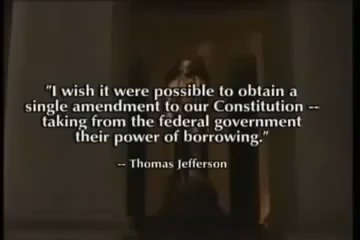 "I wish it were possible to obtain a
single amendment to our Constitution --
taking from the federal government
their power of borrowing."
-- Thomas Jefferson